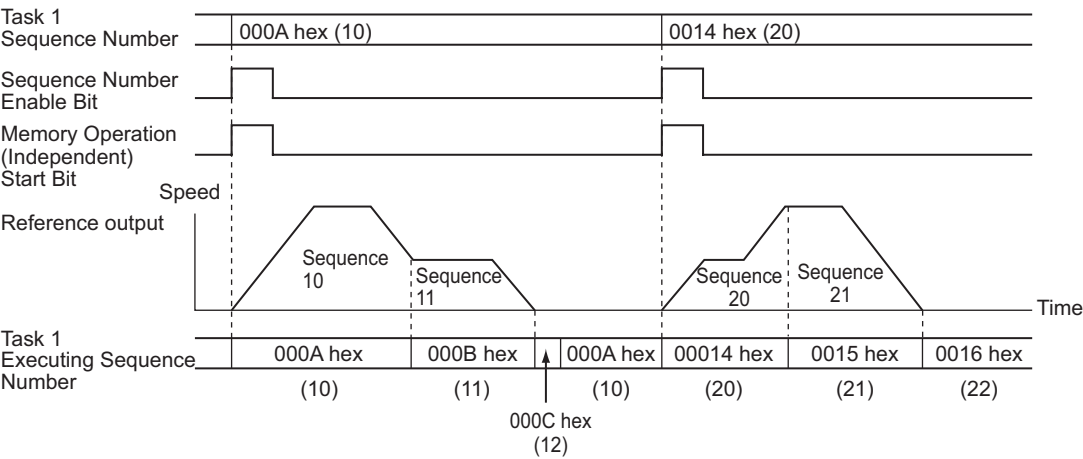 Task 1
Sequence Number
000A hex (10)
0014 hex (20)
Sequence Number
Enable Bit
Memory Operation
(Independent)
Start Bit
Speed
Reference output
Sequence
10
Sequence
11
Sequence
20
Sequence
21
Time
Task 1
Executing Sequence
Number
000A hex
000B hex
000A hex
00014 hex
0015 hex
0016 hex
(10)
(11)
(10)
(20)
(21)
(22)
000C hex
(12)